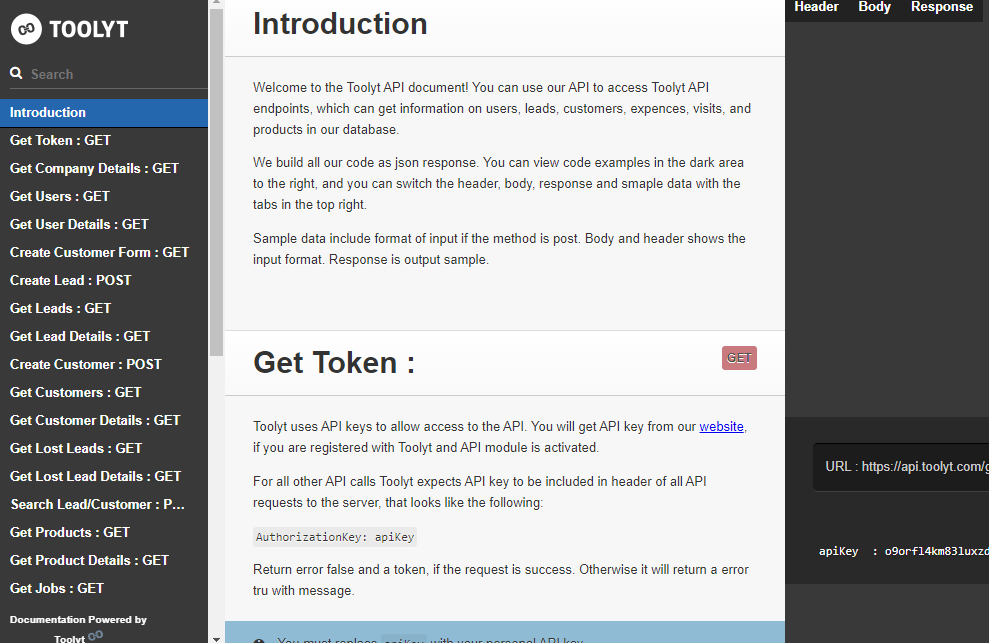 TOOLYT
Search
Introduction
Get Token : GET
Get Company Details : GET
Get Users : GET
Get User Details : GET
Create Customer Form : GET
Create Lead : POST
Get Leads : GET
Get Lead Details : GET
Create Customer : POST
Get Customers : GET
Get Customer Details : GET
Get Lost Leads : GET
Get Lost Lead Details : GET
Search Lead/Customer : P...
Get Products : GET
Get Product Details : GET
Get Jobs : GET
Documentation Powered by
Toolyt
Introduction
Welcome to the Toolyt API document! You can use our API to access Toolyt API
endpoints, which can get information on users, leads, customers, expences, visits, and
products in our database.
We build all our code as json response. You can view code examples in the dark area
to the right, and you can switch the header, body, response and smaple data with the
tabs in the top right.
Sample data include format of input if the method is post. Body and header shows the
input format. Response is output sample.
Get Token :
GET
Toolyt uses API keys to allow access to the API. You will get API key from our website,
if you are registered with Toolyt and API module is activated.
For all other API calls Toolyt expects API key to be included in header of all API
requests to the server, that looks like the following:
AuthorizationKey: apiKey
Return error false and a token, if the request is success. Otherwise it will return a error
tru with message.
You must replace apiKey with your personal API key
Header Body Response
URL : https://api.toolyt.com/g
apiKey : o9orfl4km83luxzd